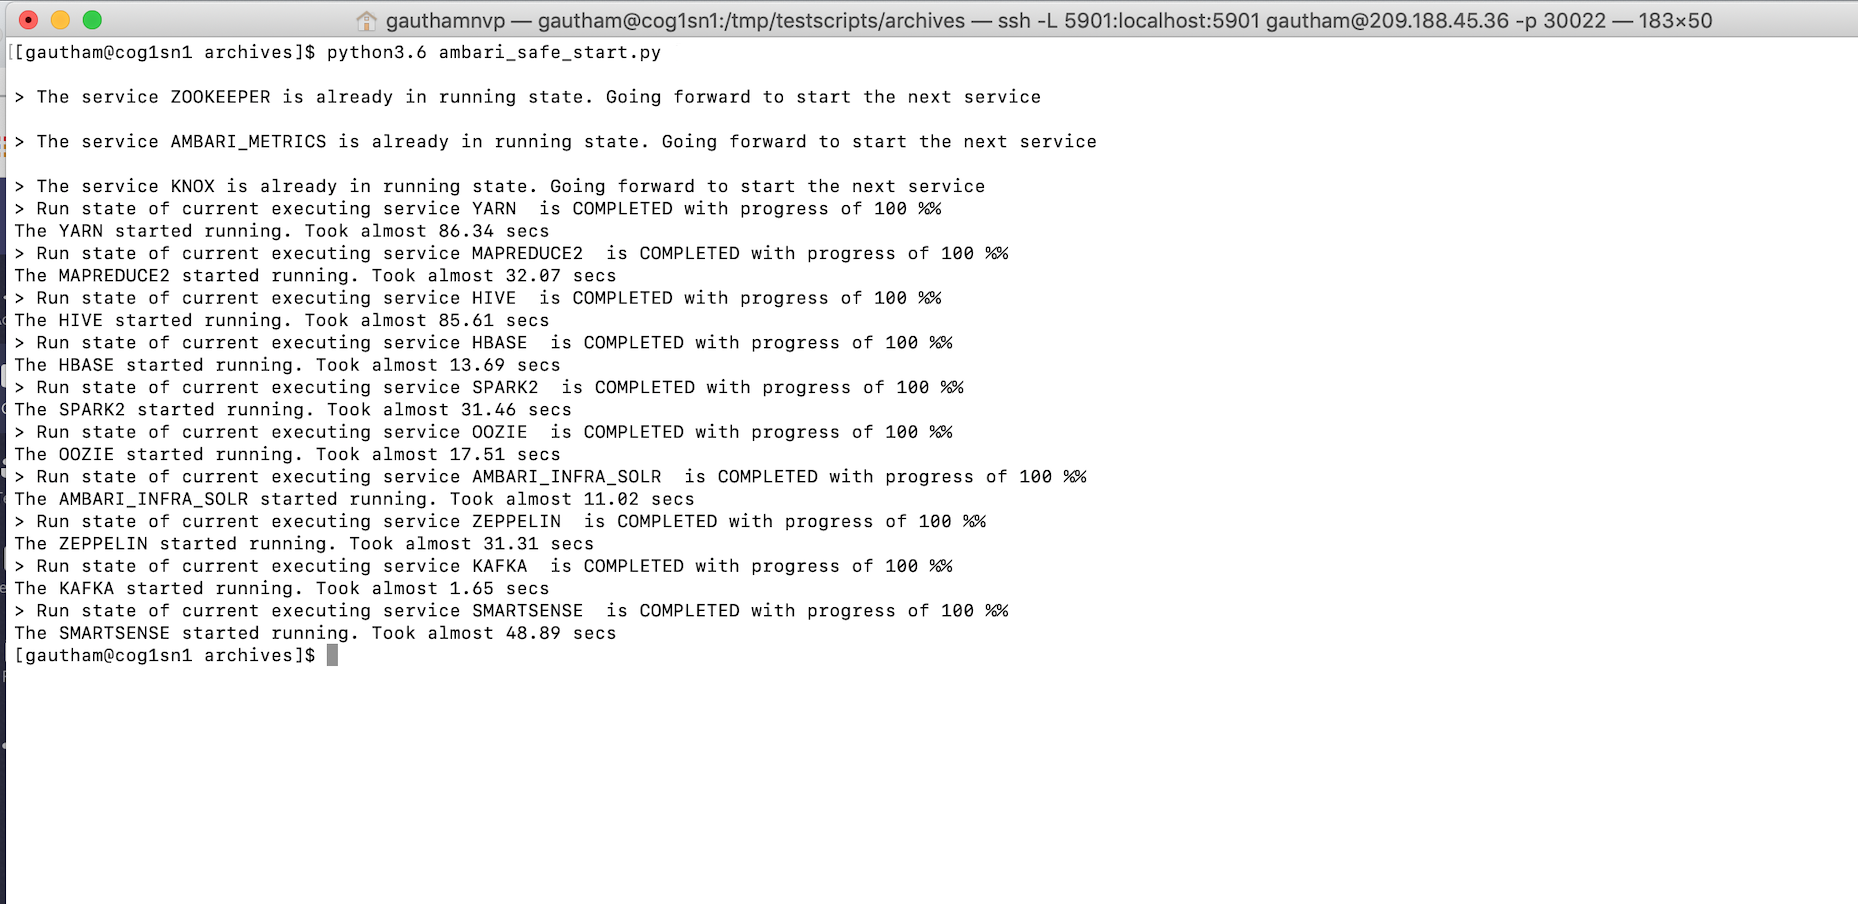 gauthamnvp — gautham@cog1sn1:/tmp/testscripts/archives — ssh -L 5901:localhost:5901 gautham@209.188.45.36 -p 30022 — 183×50
[[gautham@cog1sn1 archives]$ python3.6 ambari_safe_start.py
> The service ZOOKEEPER is already in running state. Going forward to start the next service
> The service AMBARI_METRICS is already in running state. Going forward to start the next service
> The service KNOX is already in running state. Going forward to start the next service
> Run state of current executing service YARN  is COMPLETED with progress of 100 %%
The YARN started running. Took almost 86.34 secs
> Run state of current executing service MAPREDUCE2  is COMPLETED with progress of 100 %%
The MAPREDUCE2 started running. Took almost 32.07 secs
> Run state of current executing service HIVE  is COMPLETED with progress of 100 %%
The HIVE started running. Took almost 85.61 secs
> Run state of current executing service HBASE  is COMPLETED with progress of 100 %%
The HBASE started running. Took almost 13.69 secs
> Run state of current executing service SPARK2  is COMPLETED with progress of 100 %%
The SPARK2 started running. Took almost 31.46 secs
> Run state of current executing service OOZIE  is COMPLETED with progress of 100 %%
The OOZIE started running. Took almost 17.51 secs
> Run state of current executing service AMBARI_INFRA_SOLR  is COMPLETED with progress of 100 %%
The AMBARI_INFRA_SOLR started running. Took almost 11.02 secs
> Run state of current executing service ZEPPELIN  is COMPLETED with progress of 100 %%
The ZEPPELIN started running. Took almost 31.31 secs
> Run state of current executing service KAFKA  is COMPLETED with progress of 100 %%
The KAFKA started running. Took almost 1.65 secs
> Run state of current executing service SMARTSENSE  is COMPLETED with progress of 100 %%
The SMARTSENSE started running. Took almost 48.89 secs
[gautham@cog1sn1 archives]$